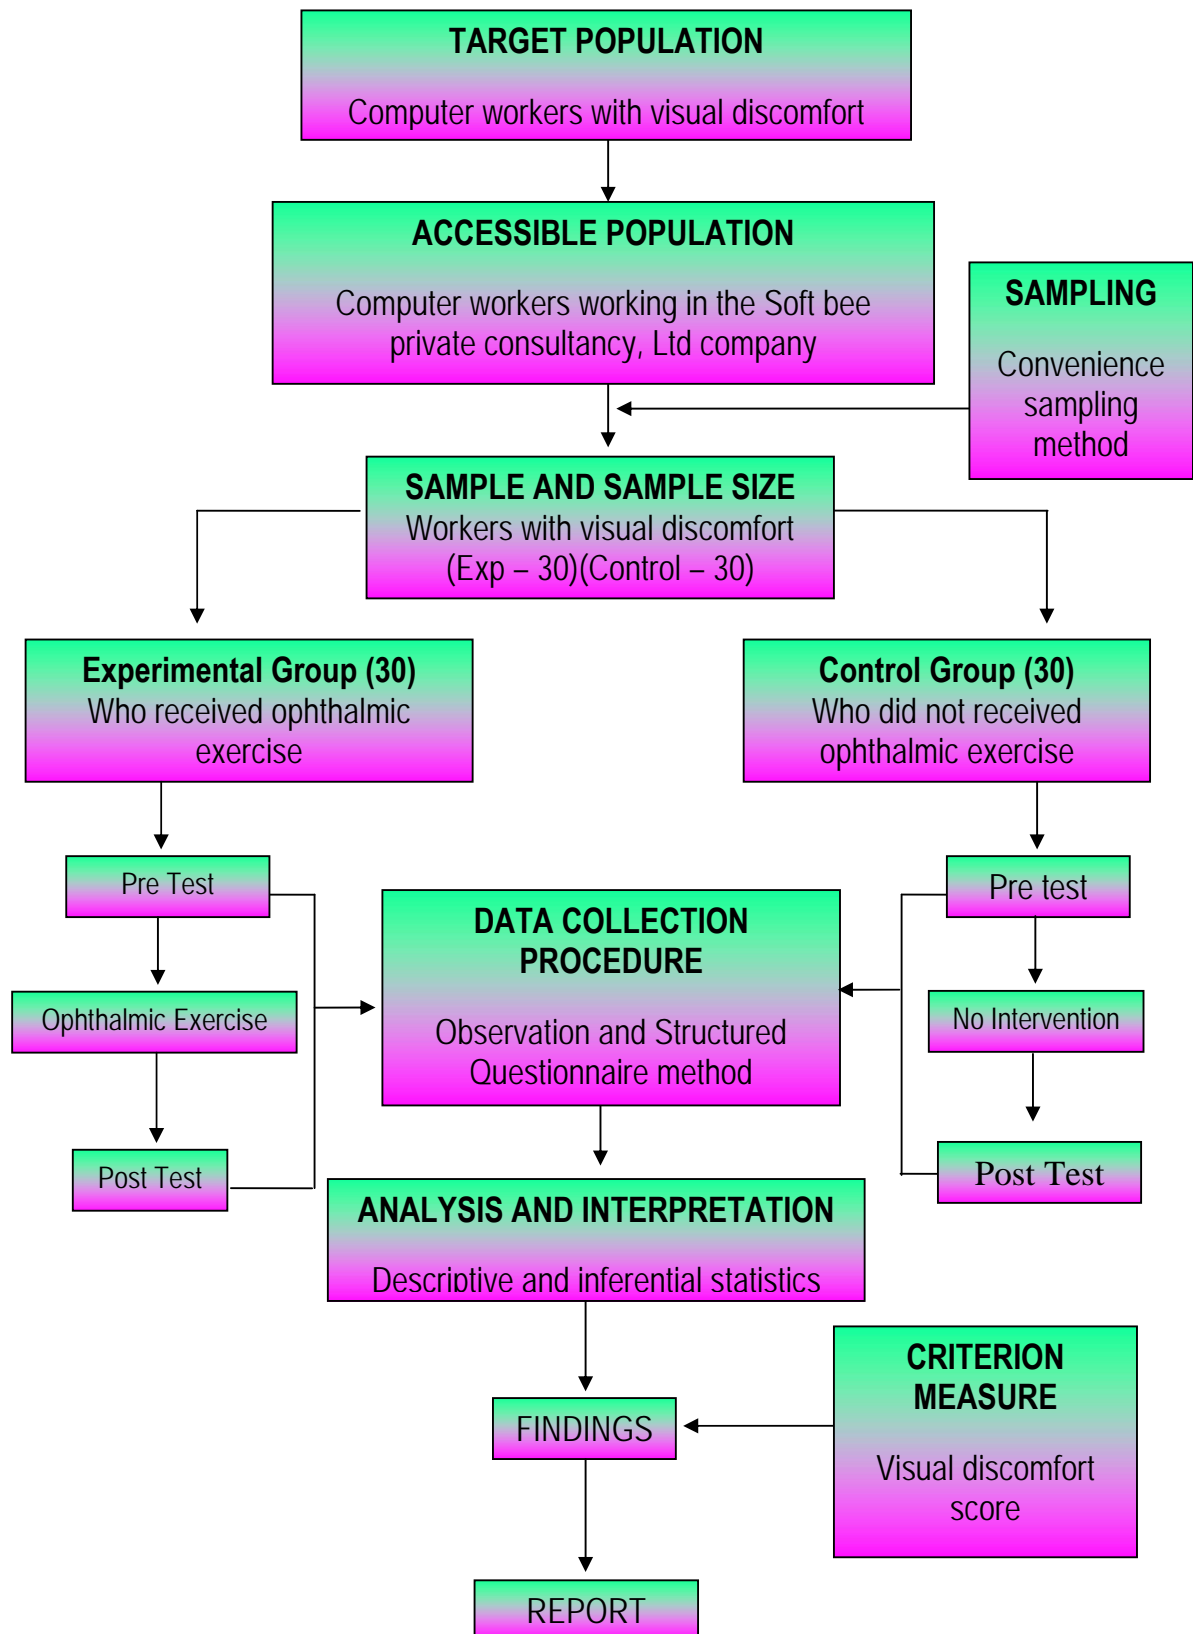 TARGET POPULATION
Computer workers with visual discomfort
ACCESSIBLE POPULATION
Computer workers working in the Soft bee
private consultancy, Ltd company
SAMPLING
Convenience
sampling
method
SAMPLE AND SAMPLE SIZE
Workers with visual discomfort
(Exp – 30)(Control – 30)
Experimental Group (30)
Who received ophthalmic
exercise
Control Group (30)
Who did not received
ophthalmic exercise
Pre Test
Ophthalmic Exercise
Post Test
DATA COLLECTION
PROCEDURE
Observation and Structured
Questionnaire method
Pre test
No Intervention
Post Test
ANALYSIS AND INTERPRETATION
Descriptive and inferential statistics
CRITERION
MEASURE
Visual discomfort
score
FINDINGS
REPORT